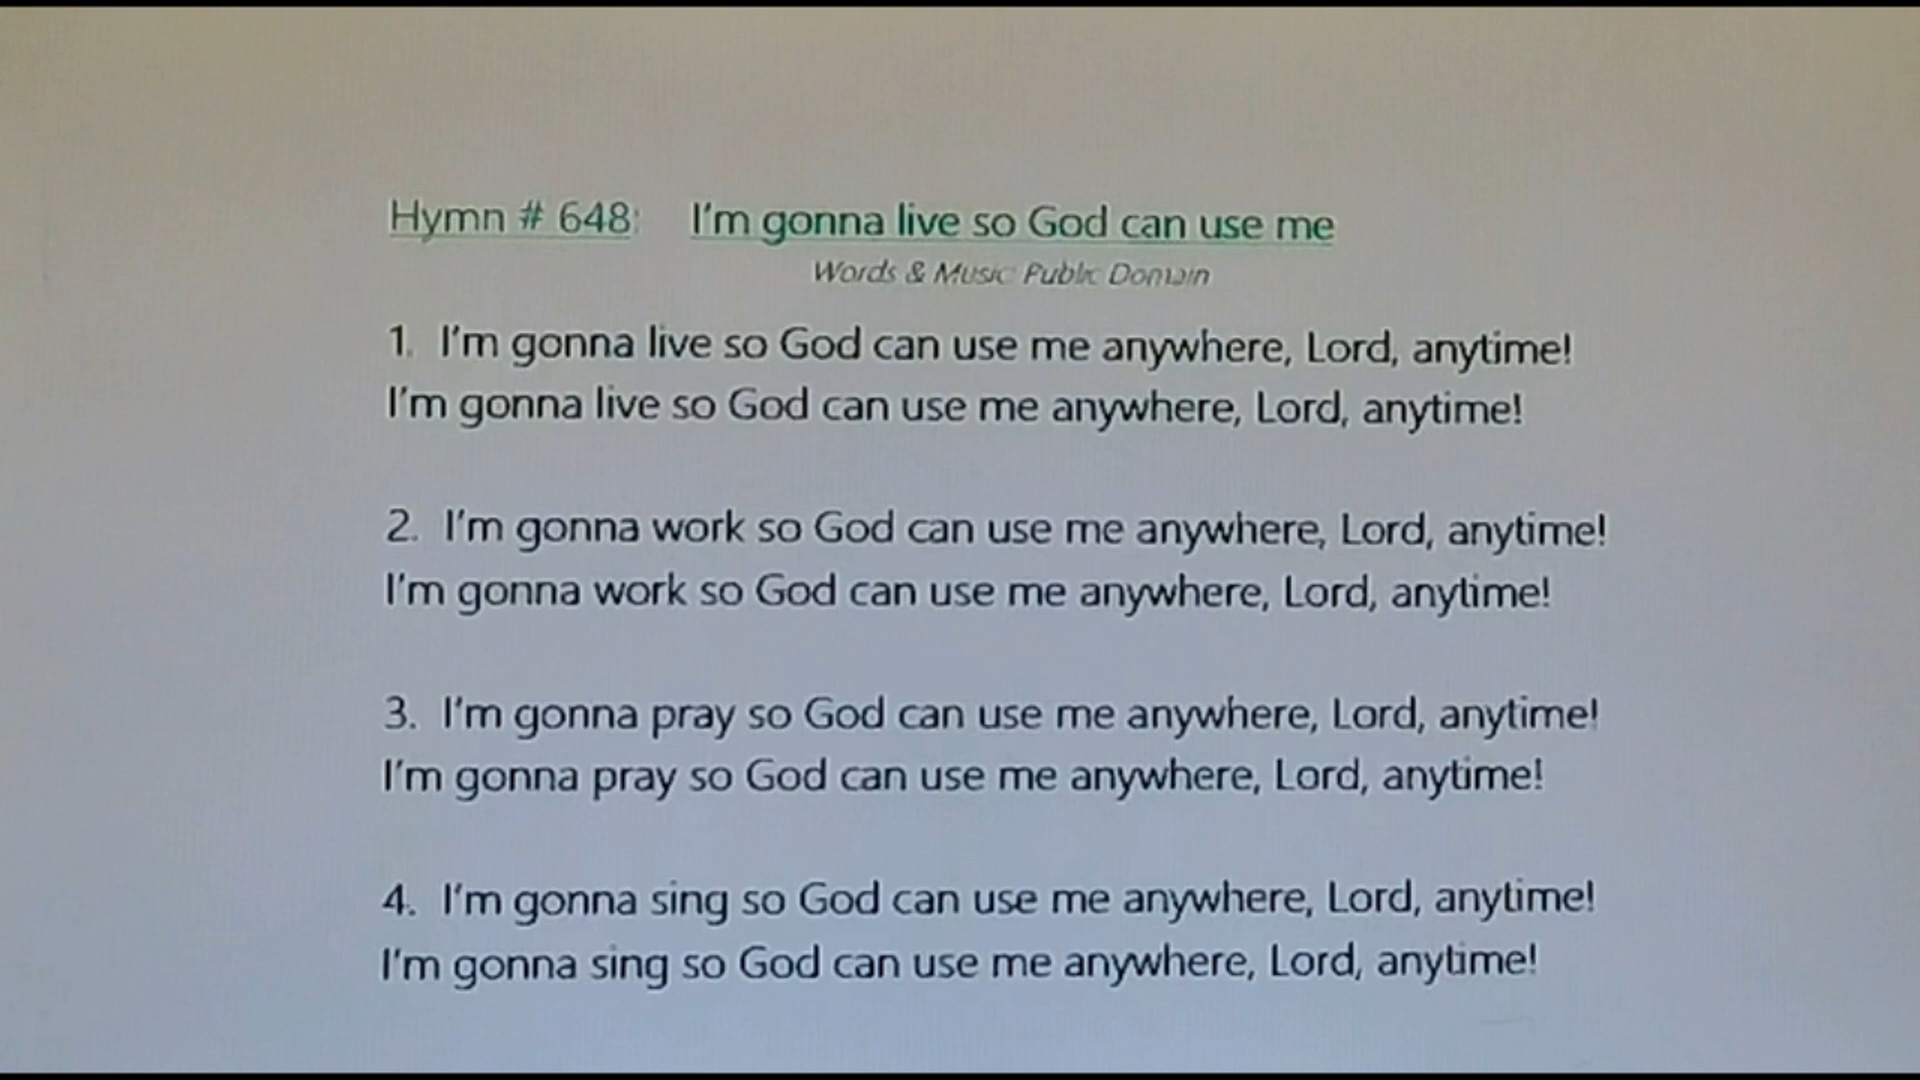 Hymn # 648: I'm gonna live so God can use me
Words & Music Public Domain
1. I'm gonna live so God can use me anywhere, Lord, anytime!
I'm gonna live so God can use me anywhere, Lord, anytime!
2. I'm gonna work so God can use me anywhere, Lord, anytime!
I'm gonna work so God can use me anywhere, Lord, anytime!
3. I'm gonna pray so God can use me anywhere, Lord, anytime!
I'm gonna pray so God can use me anywhere, Lord, anytime!
4. I'm gonna sing so God can use me anywhere, Lord, anytime!
I'm gonna sing so God can use me anywhere, Lord, anytime!